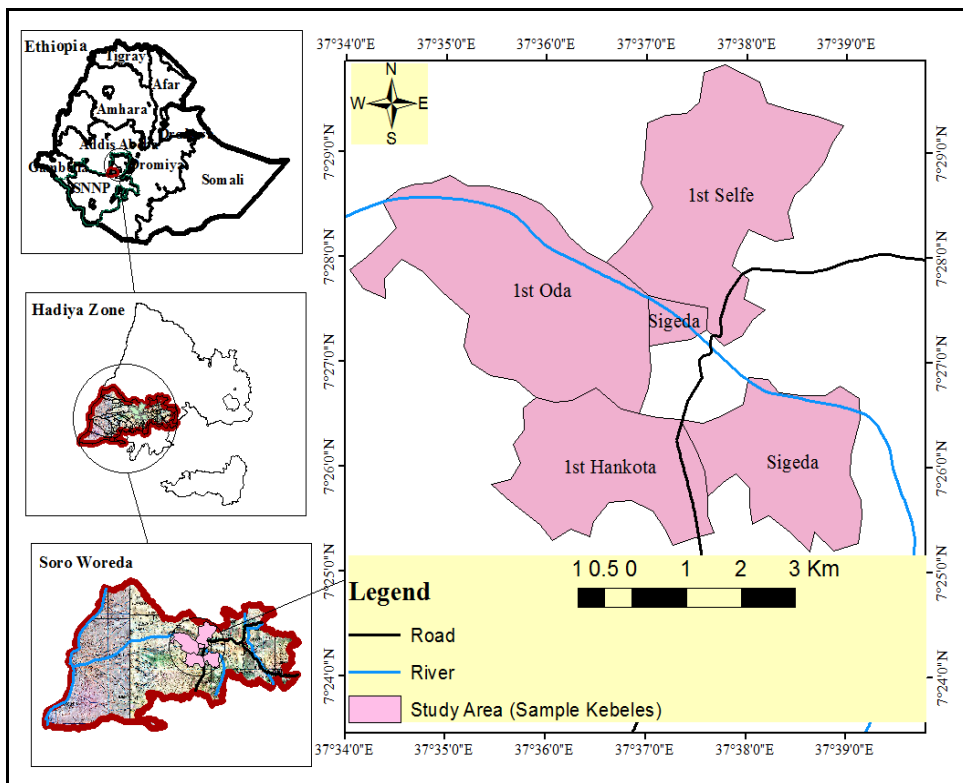 Ethiopia
Tigray
Afar
Amhara
Addis Ababa
Oromiya
Somali
SNNP
Hadiya Zone
Soro Woreda
37°34'0"E 37°35'0"E 37°36'0"E 37°37'0"E 37°38'0"E 37°39'0"E
N
W E
S
7°29'0"N 7°29'0"N
7°28'0"N 7°28'0"N
7°27'0"N 7°27'0"N
7°26'0"N 7°26'0"N
7°25'0"N 7°25'0"N
7°24'0"N 7°24'0"N
1st Selfe
1st Oda
Sigeda
1st Hankota
Sigeda
1 0.5 0 1 2 3 Km
Legend
Road
River
Study Area (Sample Kebeles)
37°34'0"E 37°35'0"E 37°36'0"E 37°37'0"E 37°38'0"E 37°39'0"E